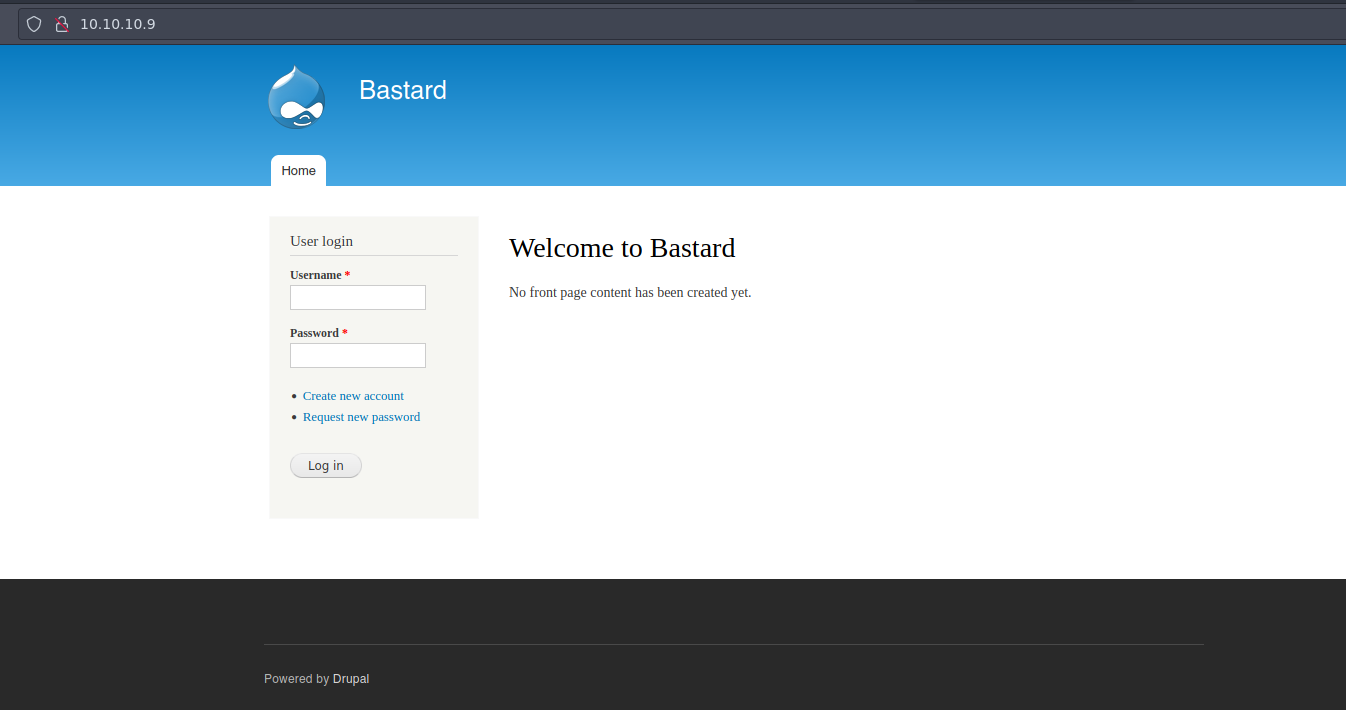 10.10.10.9
Bastard
Home
User login
Username *
Password *
Create new account
Request new password
Log in
Welcome to Bastard
No front page content has been created yet.
Powered by Drupal